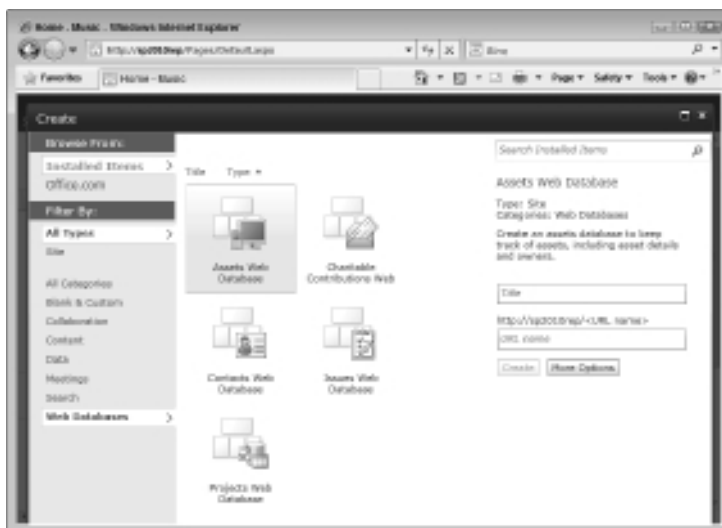 Home - Music - Windows Internet Explorer
http://sp2010wp/Pages/Default.aspx
Bing
Favorites
Home - Music
Page
Safety
Tools
Create
Browse From:
Installed Items
Office.com
Filter By:
All Types
Site
All Categories
Blank & Custom
Collaboration
Content
Data
Meetings
Search
Web Databases
Title Type
Assets Web
Database
Charitable
Contributions Web
Contacts Web
Database
Issues Web
Database
Projects Web
Database
Search Installed Items
Assets Web Database
Type: Site
Categories: Web Databases
Create an assets database to keep
track of assets, including asset details
and owners.
Title
http://sp2010wp/<URL name>
URL name
Create
More Options